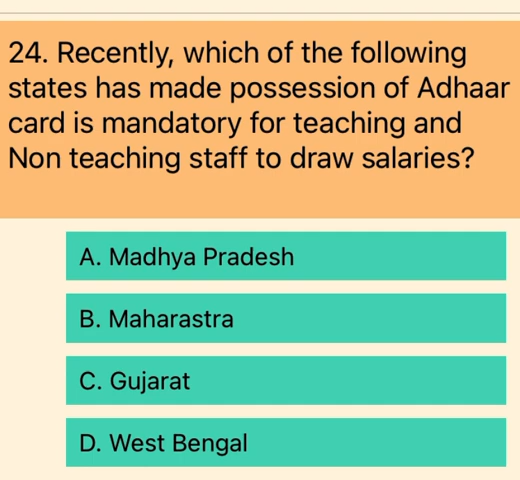 24. Recently, which of the following
states has made possession of Adhaar
card is mandatory for teaching and
Non teaching staff to draw salaries?
A. Madhya Pradesh
B. Maharastra
C. Gujarat
D. West Bengal